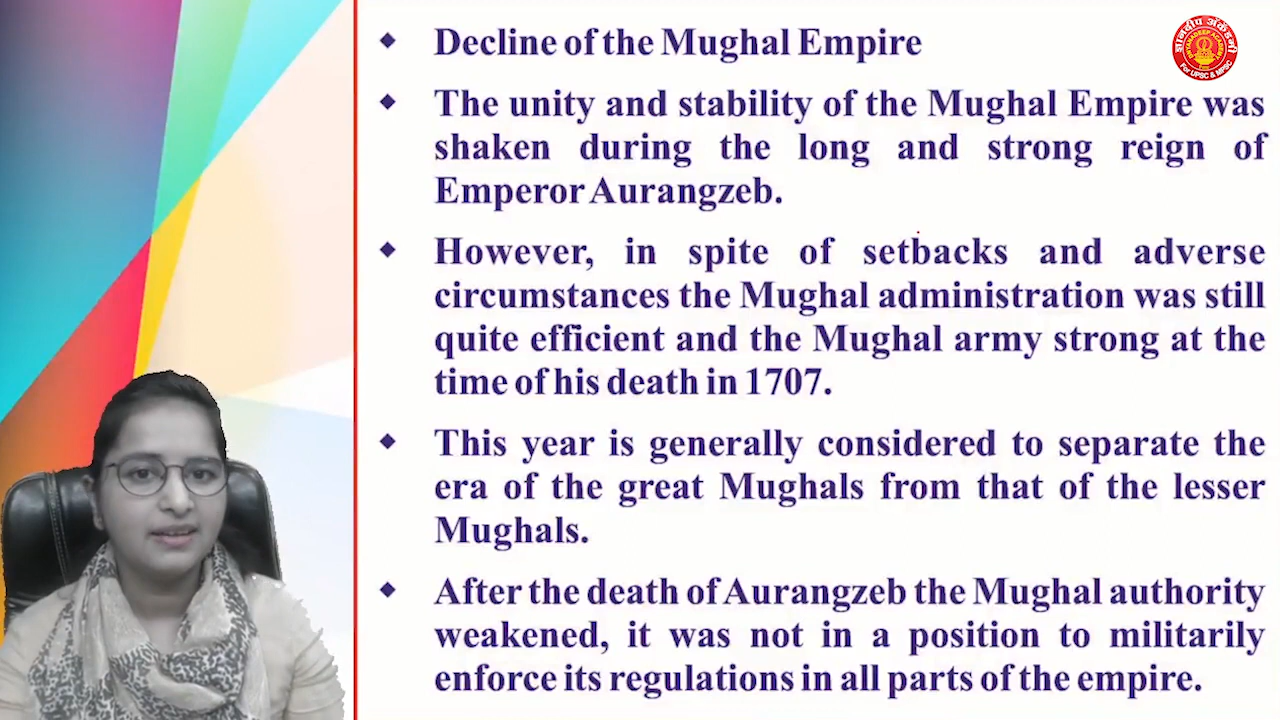 Decline of the Mughal Empire
The unity and stability of the Mughal Empire was
shaken during the long and strong reign of
Emperor Aurangzeb.
However, in spite of setbacks and adverse
circumstances the Mughal administration was still
quite efficient and the Mughal army strong at the
time of his death in 1707.
This year is generally considered to separate the
era of the great Mughals from that of the lesser
Mughals.
After the death of Aurangzeb the Mughal authority
weakened, it was not in a position to militarily
enforce its regulations in all parts of the empire.
ज्ञानदीप अॅकॅडमी
For UPSC & MPSC